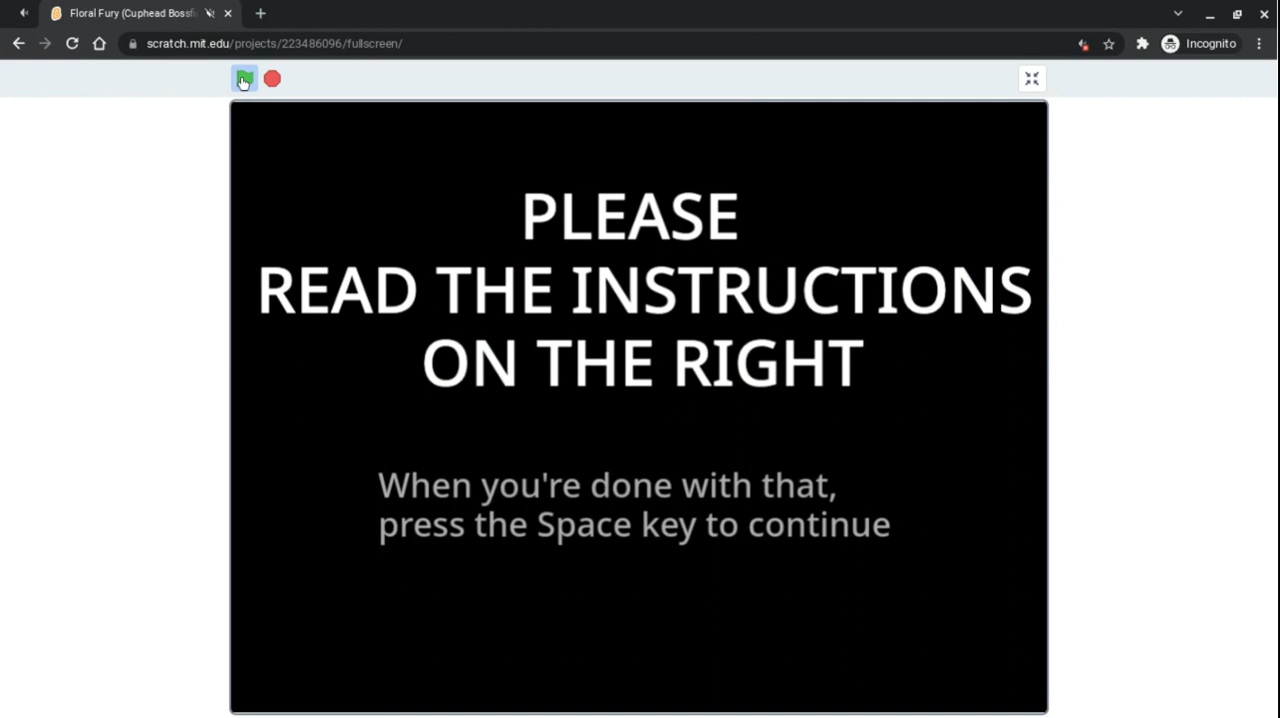 Floral Fury (Cuphead Bossfi
scratch.mit.edu/projects/223486096/fullscreen/
Incognito
PLEASE
READ THE INSTRUCTIONS
ON THE RIGHT
When you're done with that,
press the Space key to continue